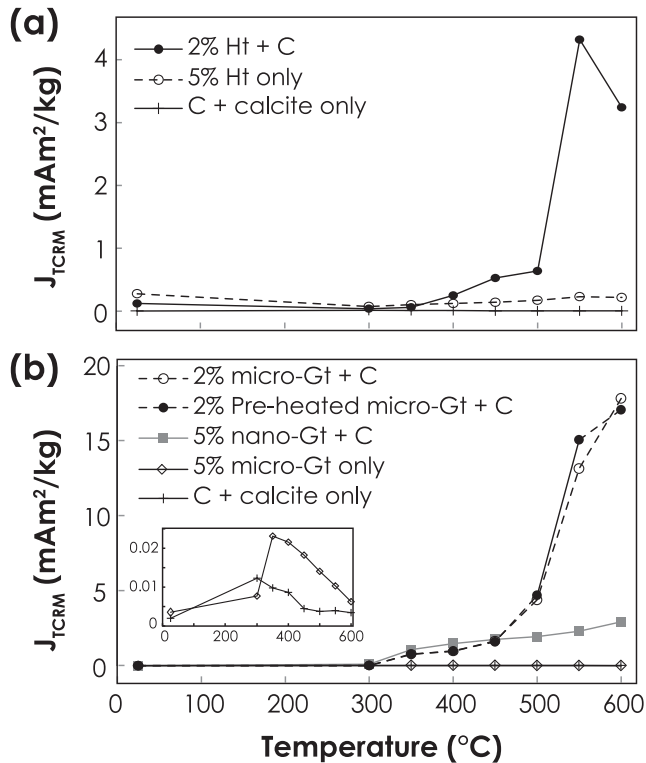 (a)
2% Ht + C
5% Ht only
C + calcite only
4
3
2
1
0
J_TCRM (mAm²/kg)
(b)
2% micro-Gt + C
2% Pre-heated micro-Gt + C
5% nano-Gt + C
5% micro-Gt only
C + calcite only
20
15
10
5
0
J_TCRM (mAm²/kg)
0.02
0.01
0
0 200 400 600
0 100 200 300 400 500 600
Temperature (°C)